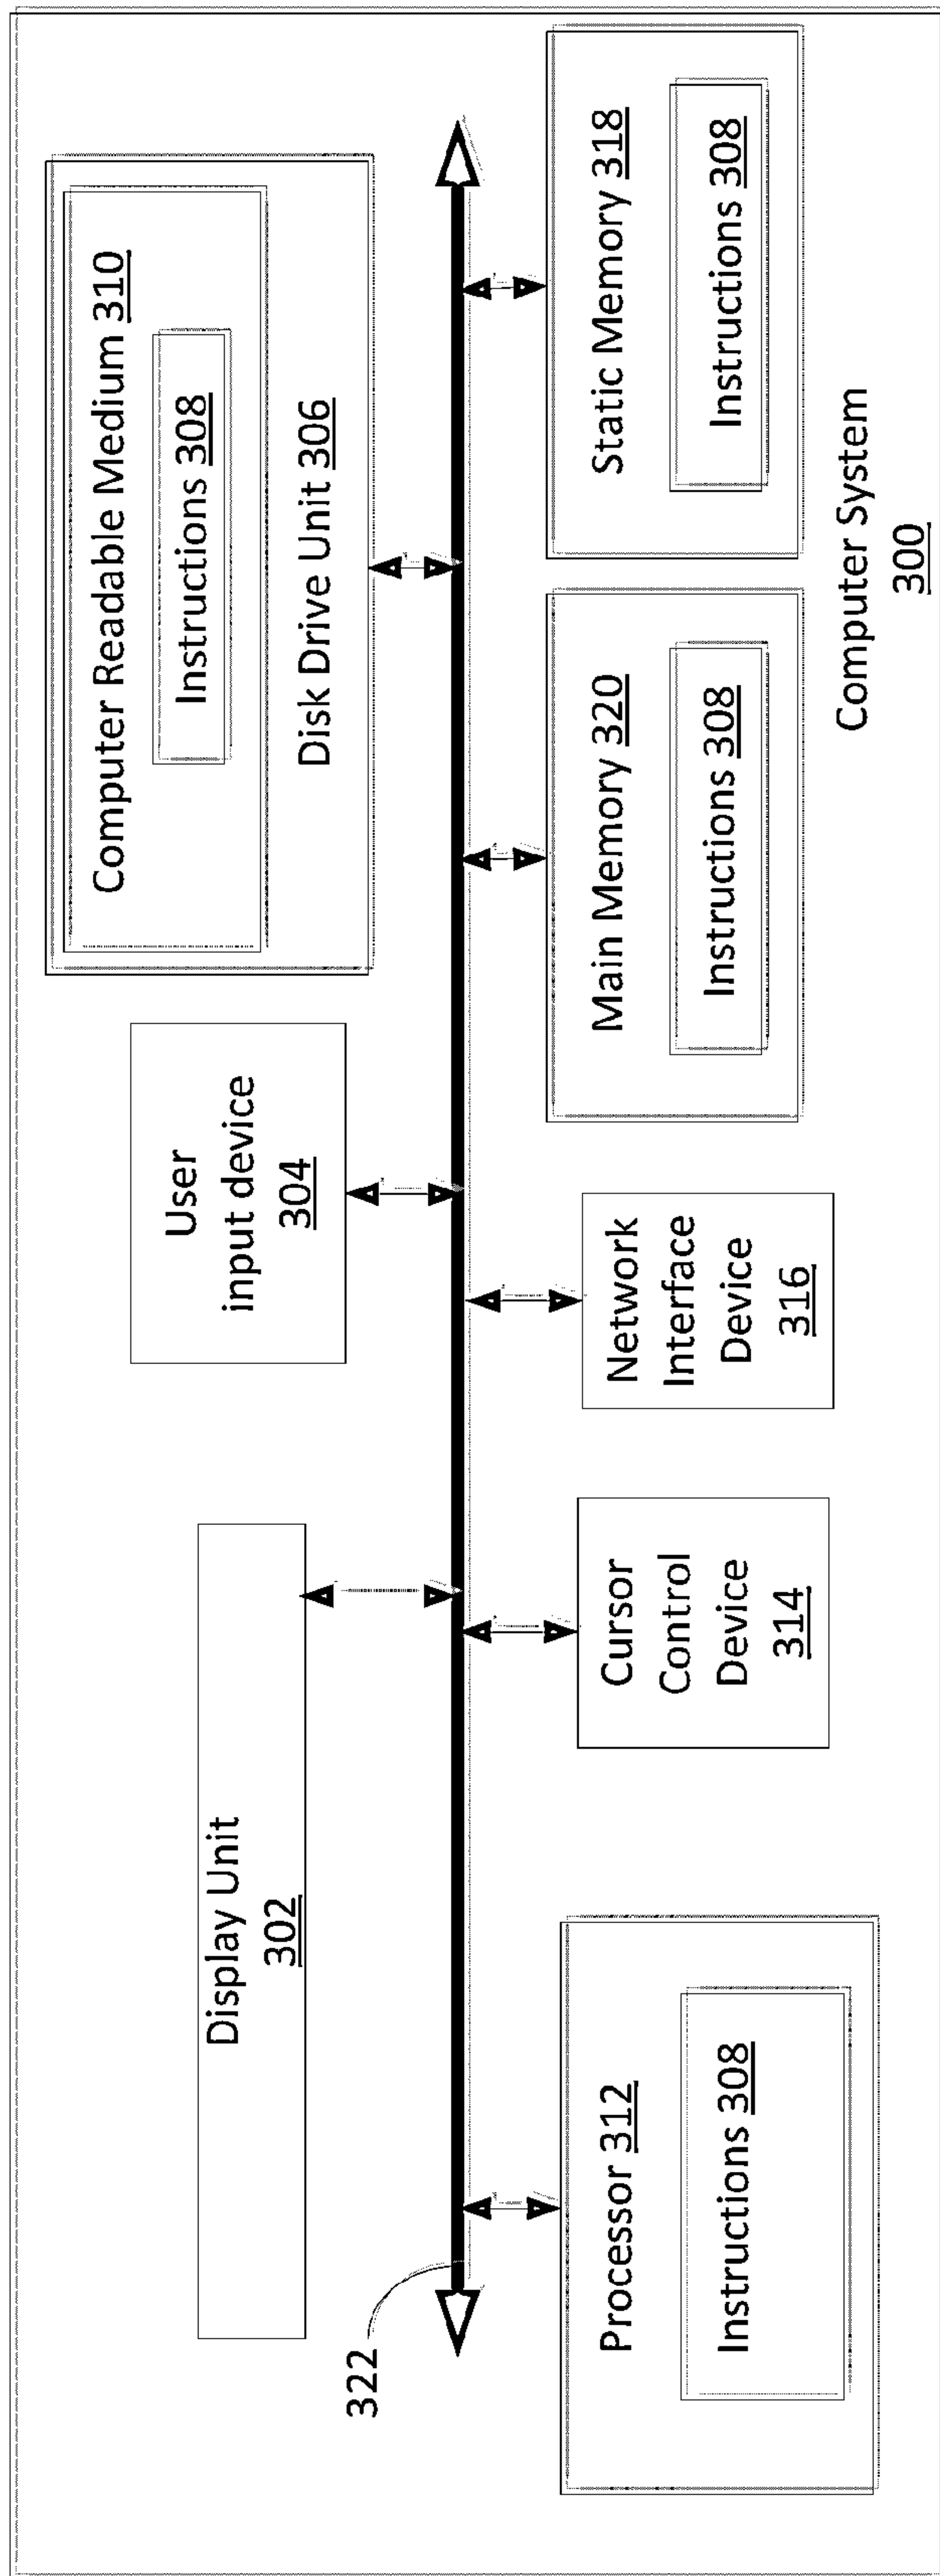 Display Unit
302
User
input device
304
Computer Readable Medium 310
Instructions 308
Disk Drive Unit 306
322
Processor 312
Instructions 308
Cursor
Control
Device
314
Network
Interface
Device
316
Main Memory 320
Instructions 308
Static Memory 318
Instructions 308
Computer System
300